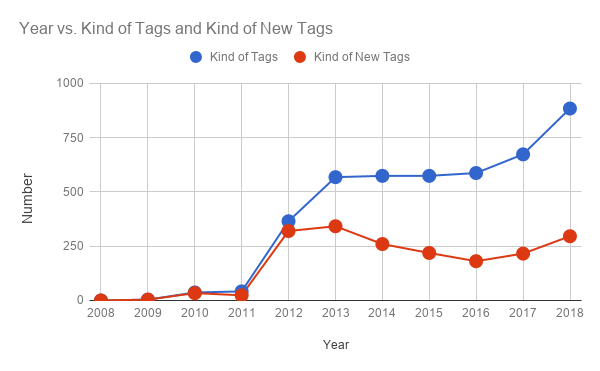 Year vs. Kind of Tags and Kind of New Tags
Kind of Tags Kind of New Tags
1000
750
500
250
0
Number
2008 2009 2010 2011 2012 2013 2014 2015 2016 2017 2018
Year